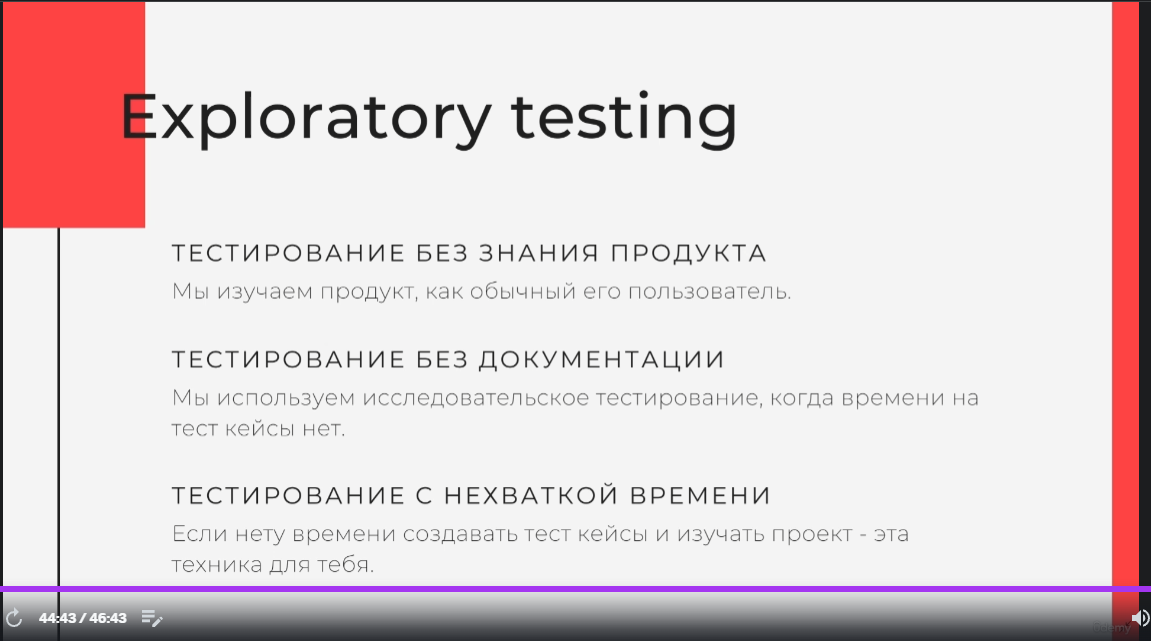 Exploratory testing
ТЕСТИРОВАНИЕ БЕЗ ЗНАНИЯ ПРОДУКТА
Мы изучаем продукт, как обычный его пользователь.
ТЕСТИРОВАНИЕ БЕЗ ДОКУМЕНТАЦИИ
Мы используем исследовательское тестирование, когда времени на
тест кейсы нет.
ТЕСТИРОВАНИЕ С НЕХВАТКОЙ ВРЕМЕНИ
Если нету времени создавать тест кейсы и изучать проект - эта
техника для тебя.
44:43 / 46:43